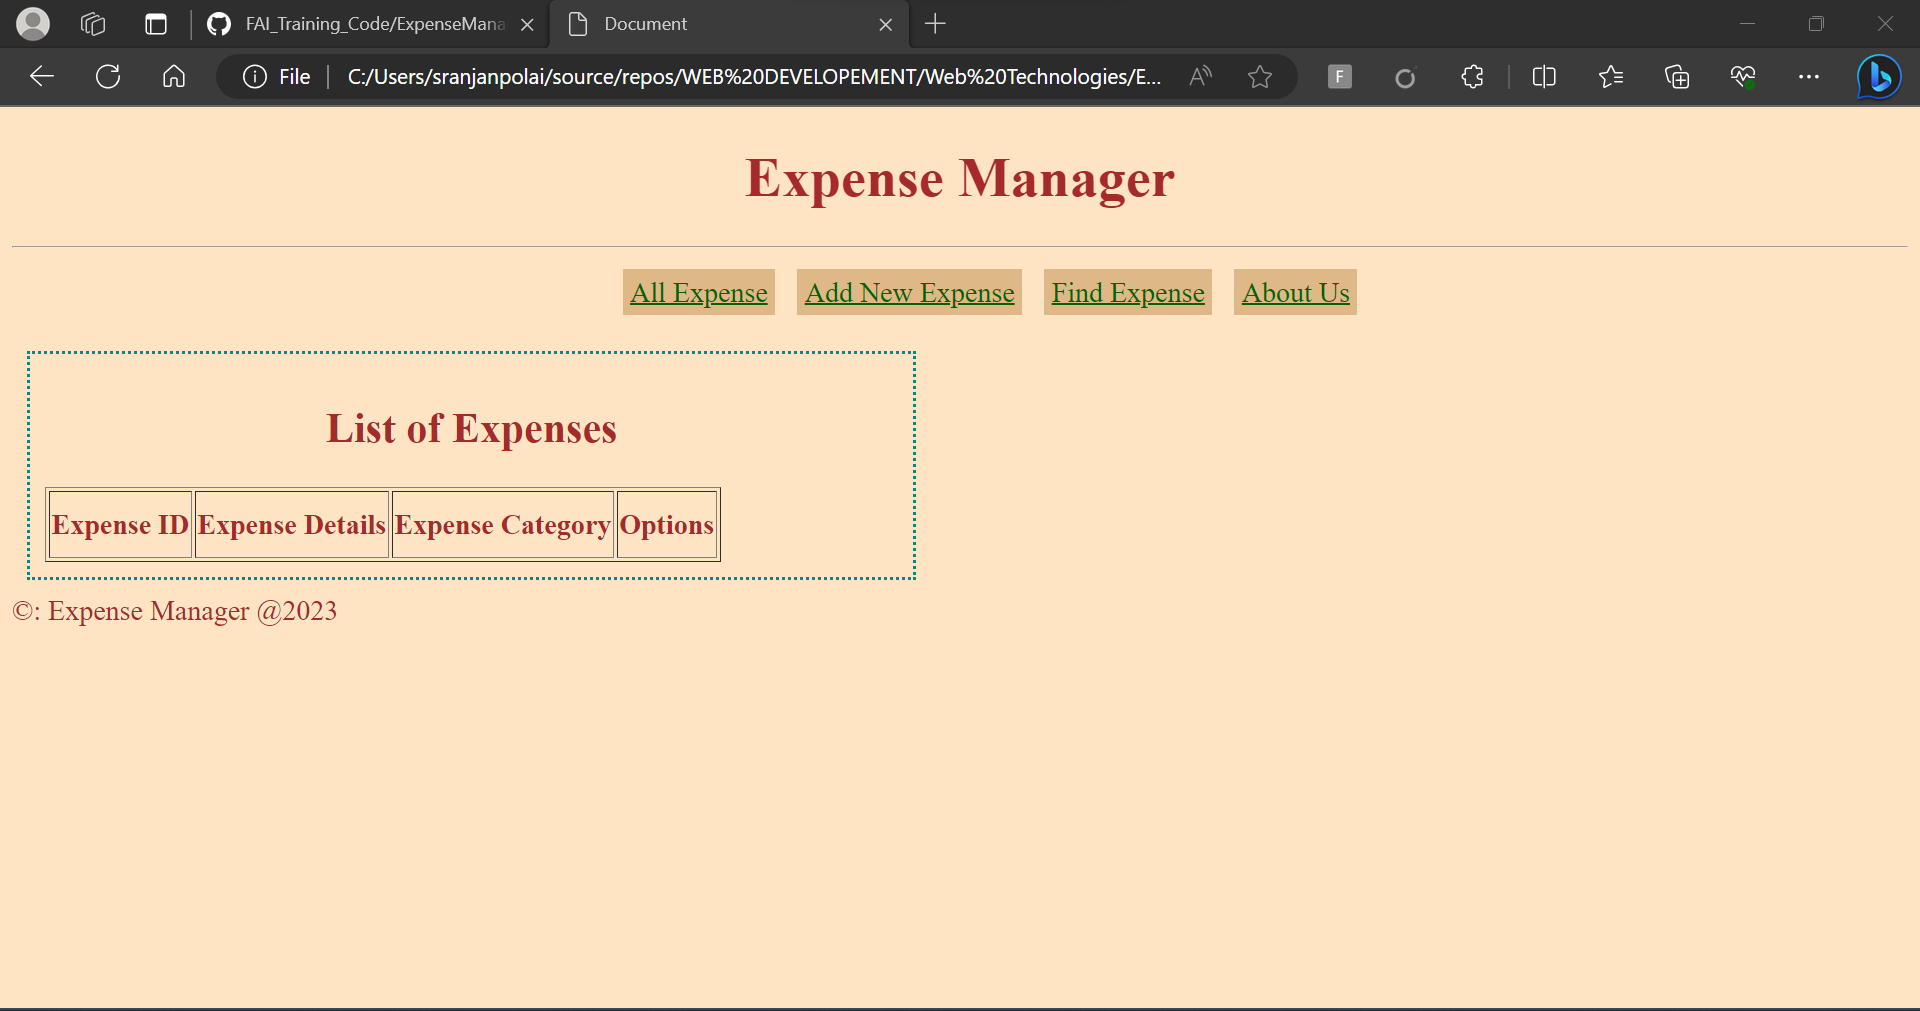 FAI_Training_Code/ExpenseMana
Document
File C:/Users/sranjanpolai/source/repos/WEB%20DEVELOPEMENT/Web%20Technologies/E...
F
Expense Manager
All Expense Add New Expense Find Expense About Us
List of Expenses
Expense ID Expense Details Expense Category Options
©: Expense Manager @2023